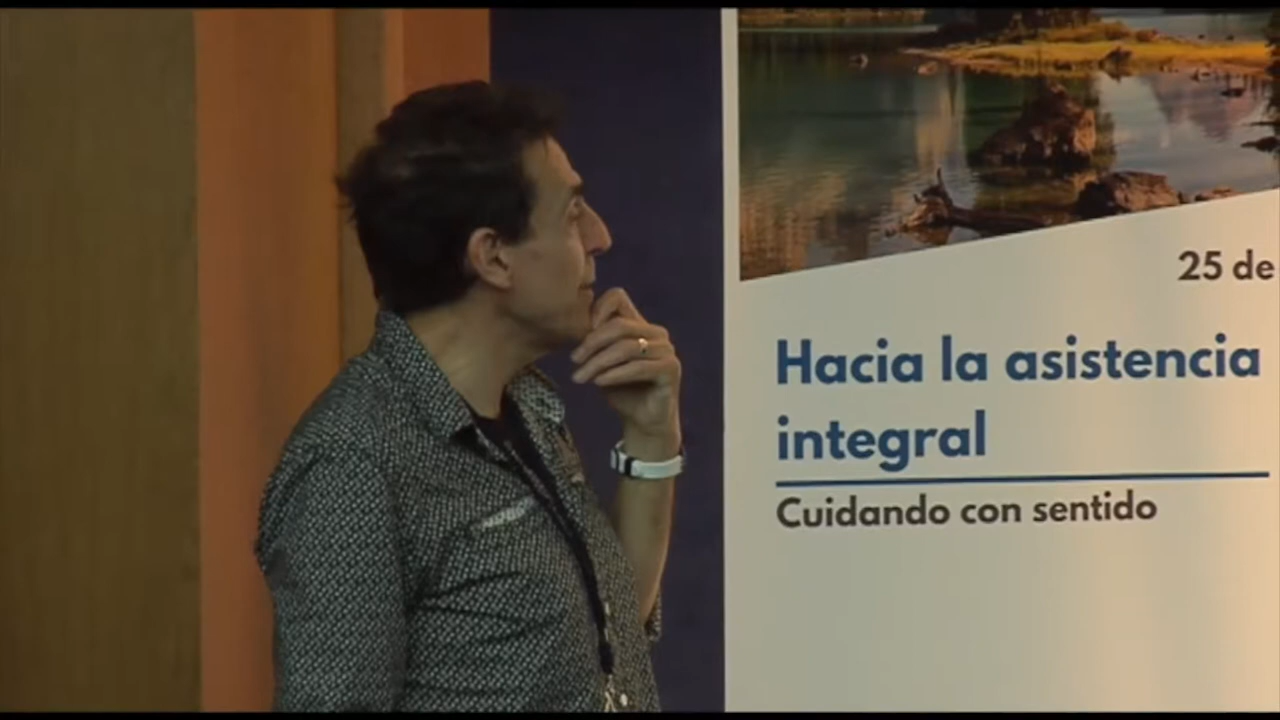 25 de
Hacia la asistencia
integral
Cuidando con sentido